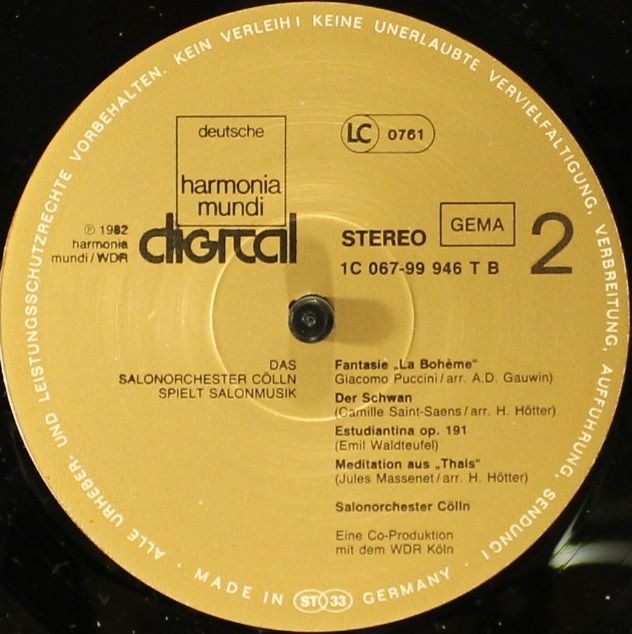 ALLE URHEBER- UND LEISTUNGSSCHUTZRECHTE VORBEHALTEN. KEIN VERLEIH! KEINE UNERLAUBTE VERVIELFÄLTIGUNG, VERBREITUNG, AUFFÜHRUNG, SENDUNG!
deutsche
harmonia
mundi
digital
LC 0761
℗ 1982
harmonia
mundi/WDR
STEREO
GEMA
2
1C 067-99 946 T B
DAS
SALONORCHESTER CÖLLN
SPIELT SALONMUSIK
Fantasie „La Bohème“
Giacomo Puccini/arr. A.D. Gauwin)
Der Schwan
(Camille Saint-Saens/arr. H. Hötter)
Estudiantina op. 191
(Emil Waldteufel)
Meditation aus „Thais“
(Jules Massenet/arr. H. Hötter)
Salonorchester Cölln
Eine Co-Produktion
mit dem WDR Köln
· MADE IN ST 33 GERMANY ·